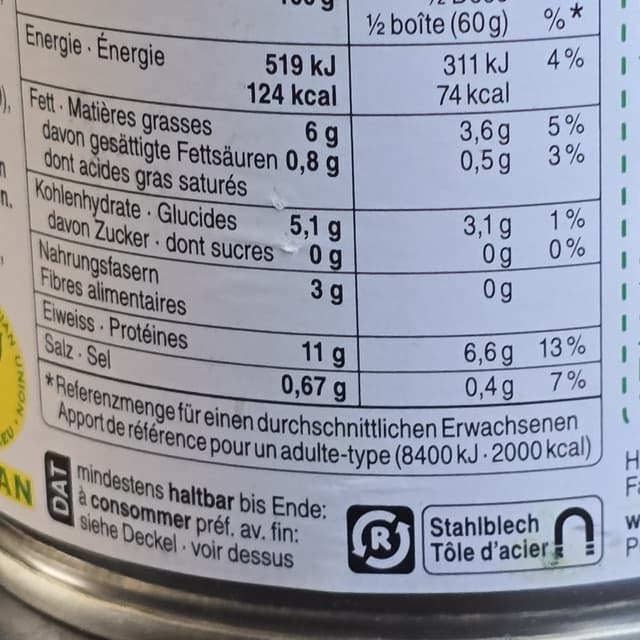 ½ boîte (60 g) %*
Energie · Énergie 519 kJ 311 kJ 4%
124 kcal 74 kcal
Fett · Matières grasses 6 g 3,6 g 5%
davon gesättigte Fettsäuren 0,8 g 0,5 g 3%
dont acides gras saturés
Kohlenhydrate · Glucides 5,1 g 3,1 g 1%
davon Zucker · dont sucres 0 g 0 g 0%
Nahrungsfasern 3 g 0 g
Fibres alimentaires
Eiweiss · Protéines 11 g 6,6 g 13%
Salz · Sel 0,67 g 0,4 g 7%
*Referenzmenge für einen durchschnittlichen Erwachsenen
Apport de référence pour un adulte-type (8400 kJ · 2000 kcal)
DAT
mindestens haltbar bis Ende:
à consommer préf. av. fin:
siehe Deckel · voir dessus
R
Stahlblech
Tôle d'acier